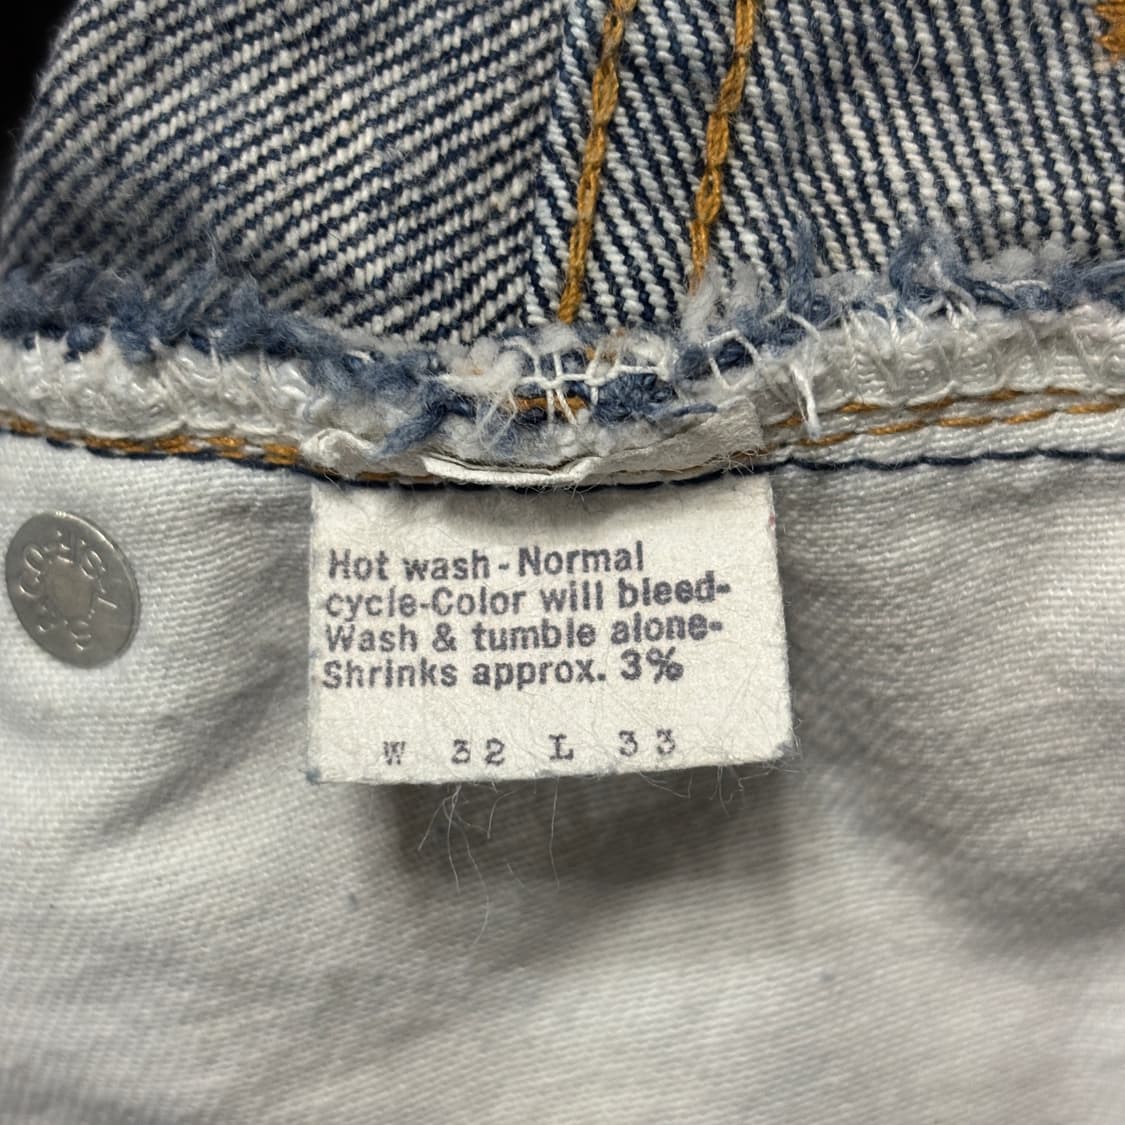 Hot wash-Normal
cycle-Color will bleed-
Wash & tumble alone-
Shrinks approx. 3%
W 32 L 33